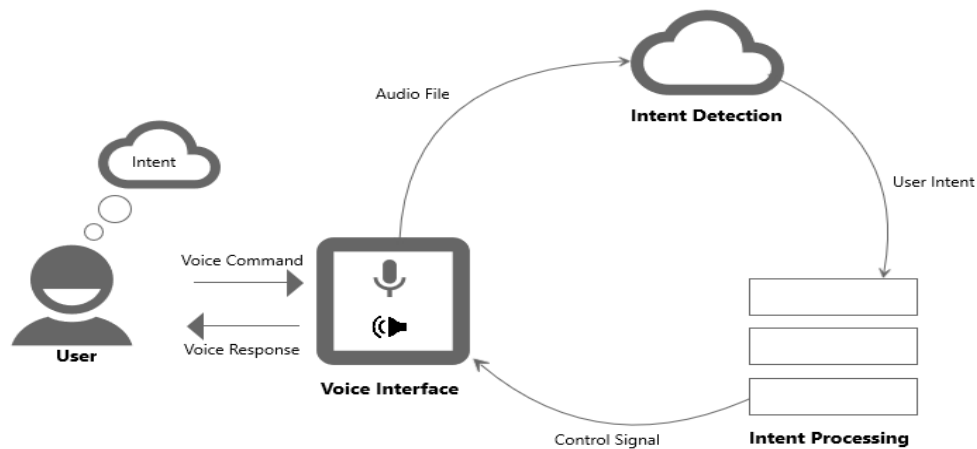 Audio File
Intent Detection
Intent
User Intent
Voice Command
Voice Response
User
Voice Interface
Control Signal
Intent Processing